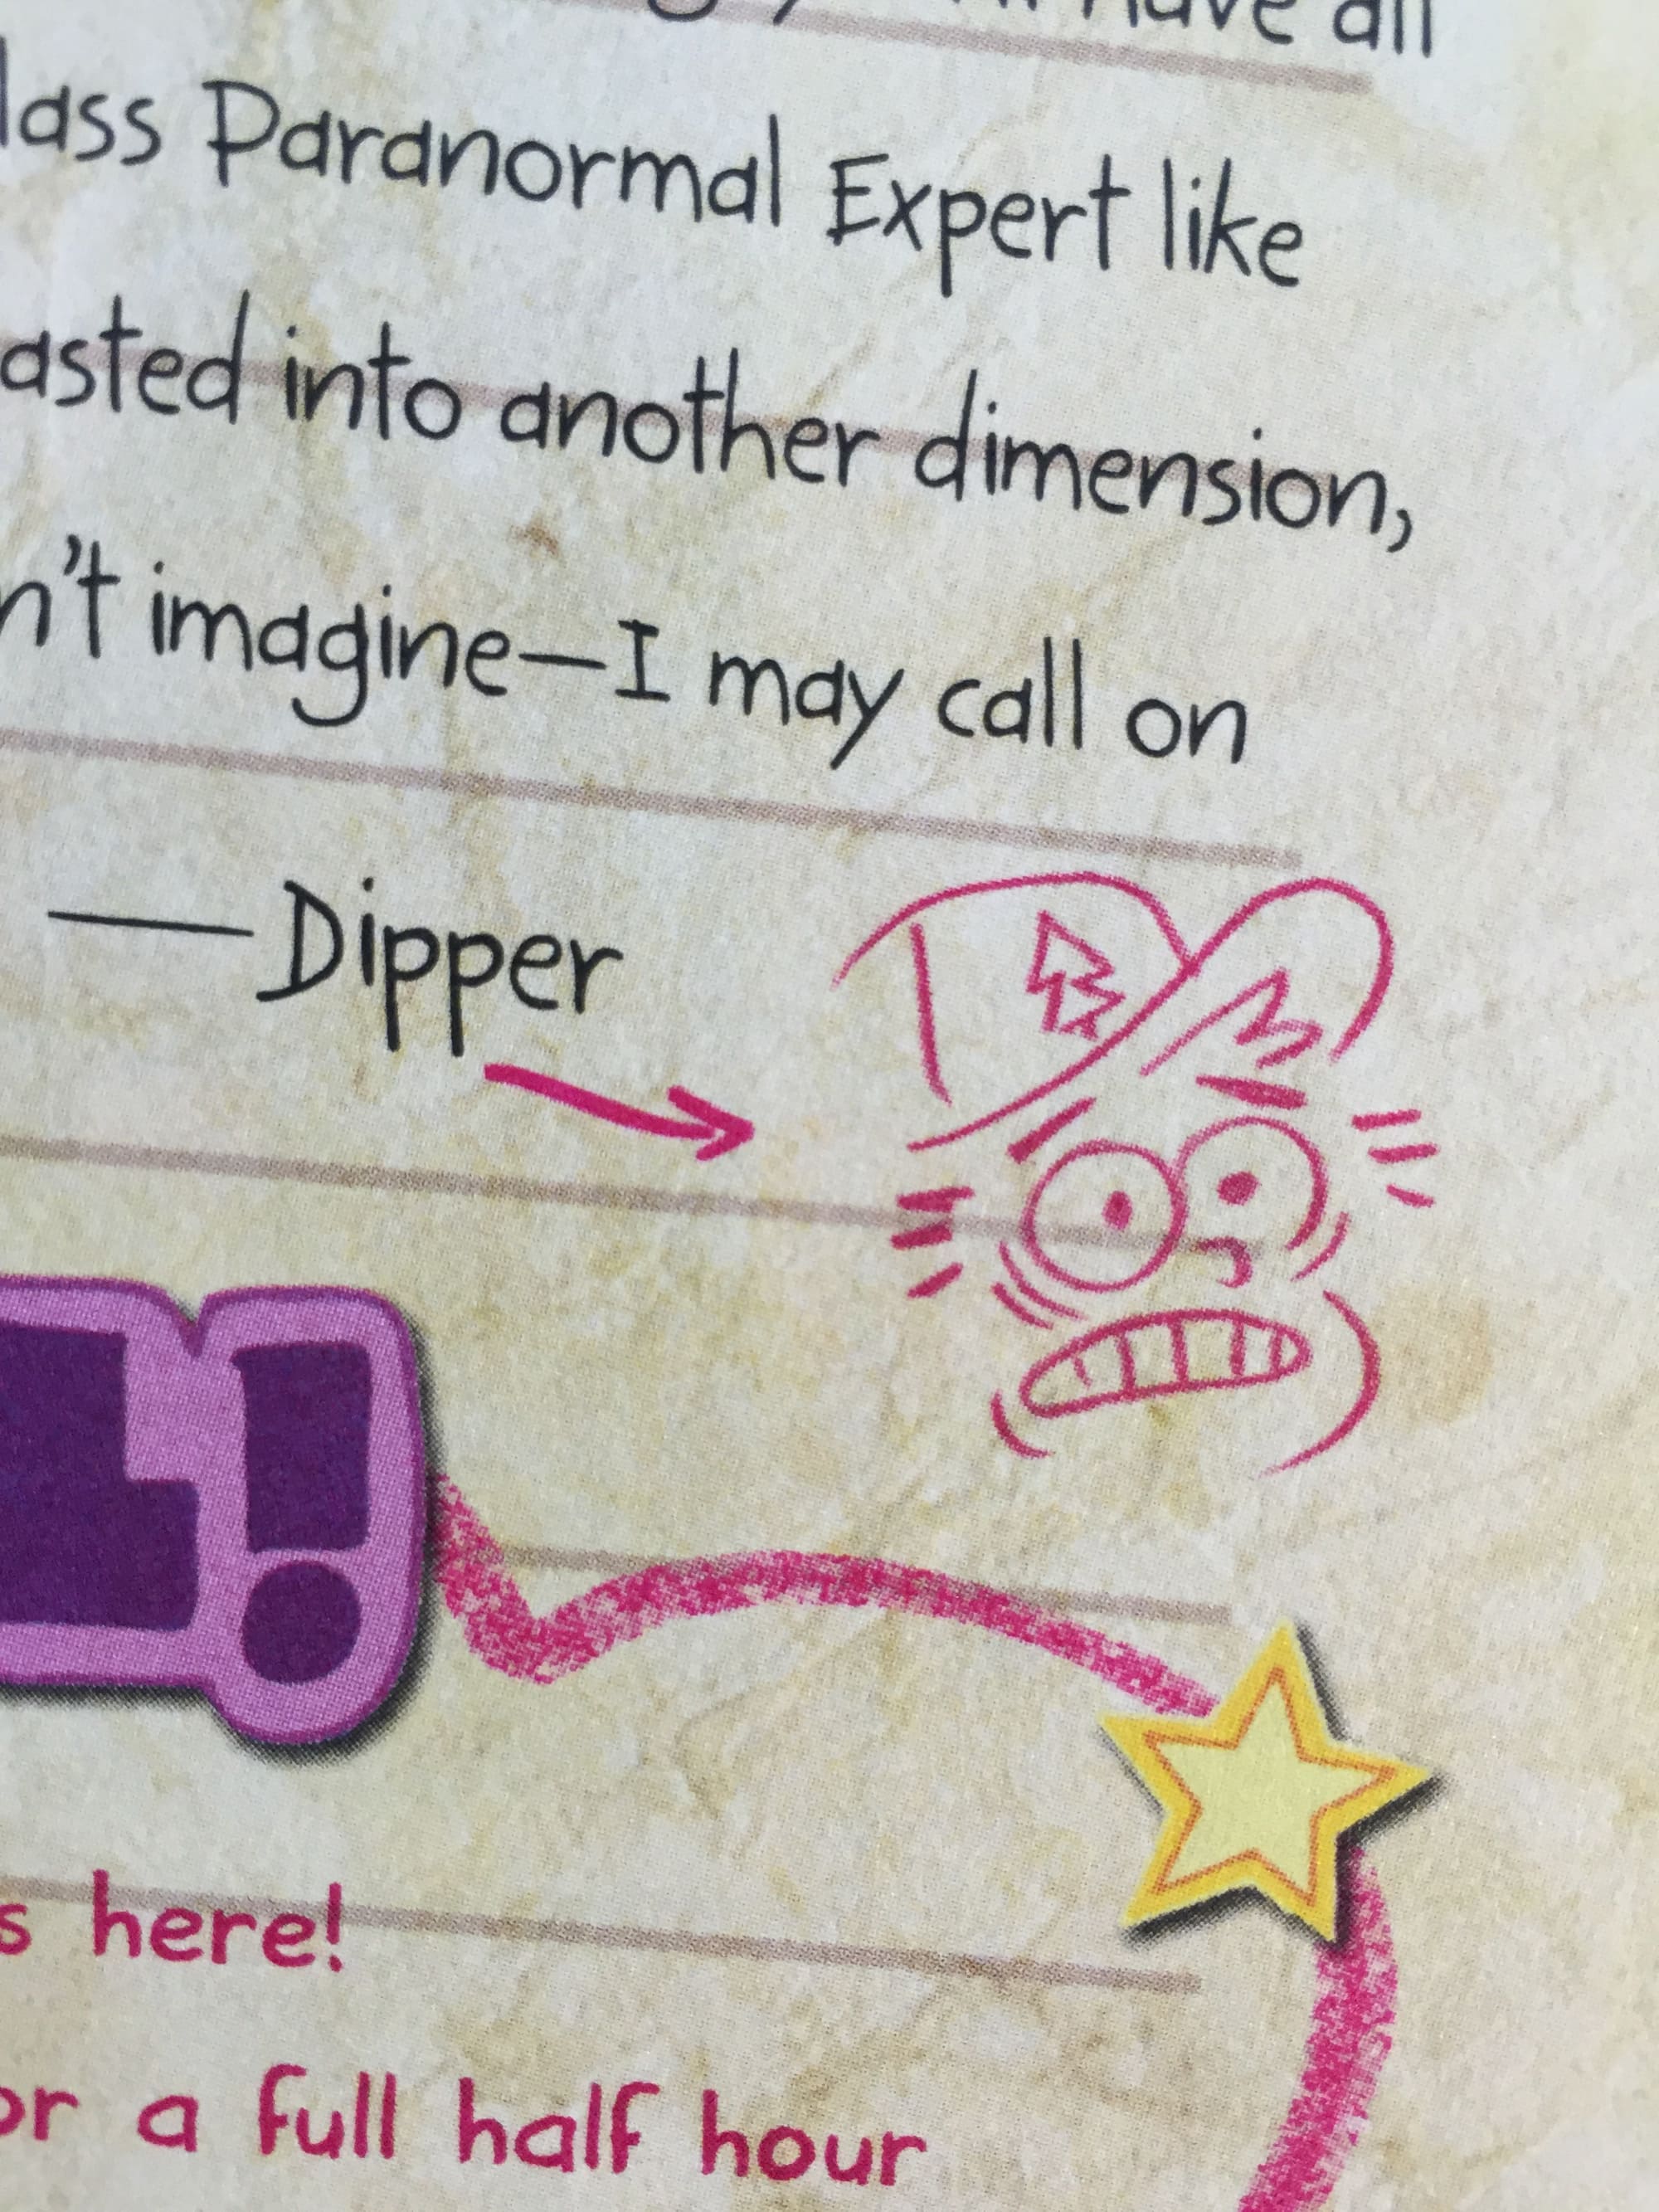 have all
lass Paranormal Expert like
asted into another dimension,
n't imagine—I may call on
—Dipper
!
s here!
or a full half hour